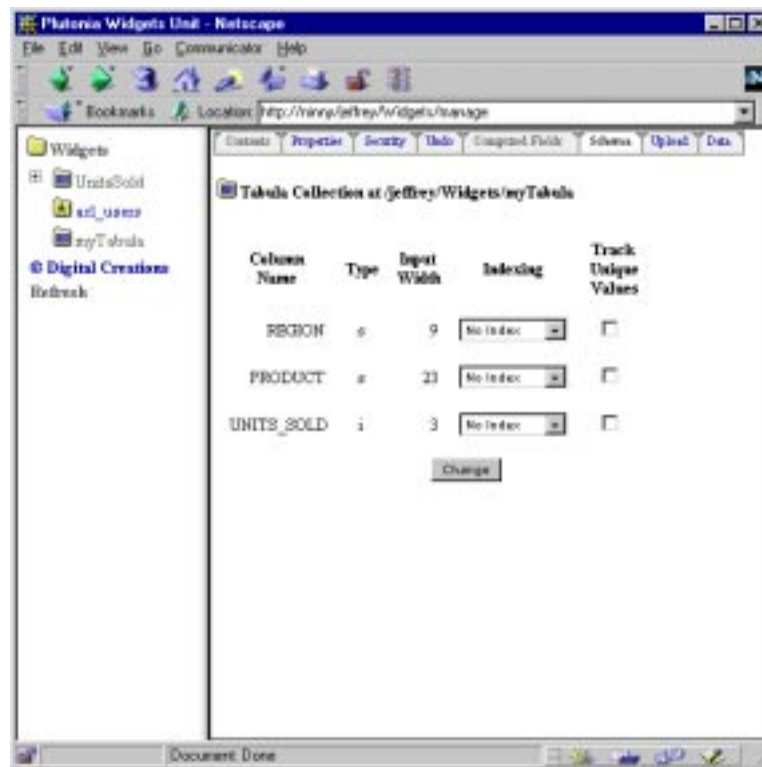 Plutonia Widgets Unit - Netscape
File Edit View Go Communicator Help
Bookmarks Location: http://ninny/jeffrey/Widgets/manage
Widgets
UnitsSold
acl_users
myTabula
© Digital Creations
Refresh
Contents Properties Security Undo Computed Fields Schema Upload Data
Tabula Collection at /jeffrey/Widgets/myTabula
Column Name Type Input Width Indexing Track Unique Values
REGION s 9 No Index
PRODUCT s 23 No Index
UNITS_SOLD i 3 No Index
Change
Document: Done